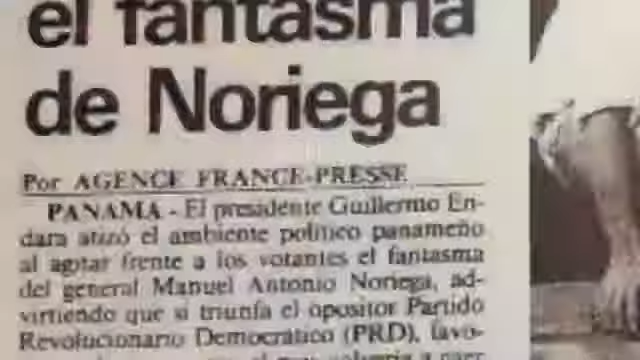 el fantasma
de Noriega
Por AGENCE FRANCE-PRESSE
PANAMA - El presidente Guillermo En-
dara atizó el ambiente político panameño
al agitar frente a los votantes el fantasma
del general Manuel Antonio Noriega, ad-
virtiendo que si triunfa el opositor Partido
Revolucionario Democrático (PRD), favo-